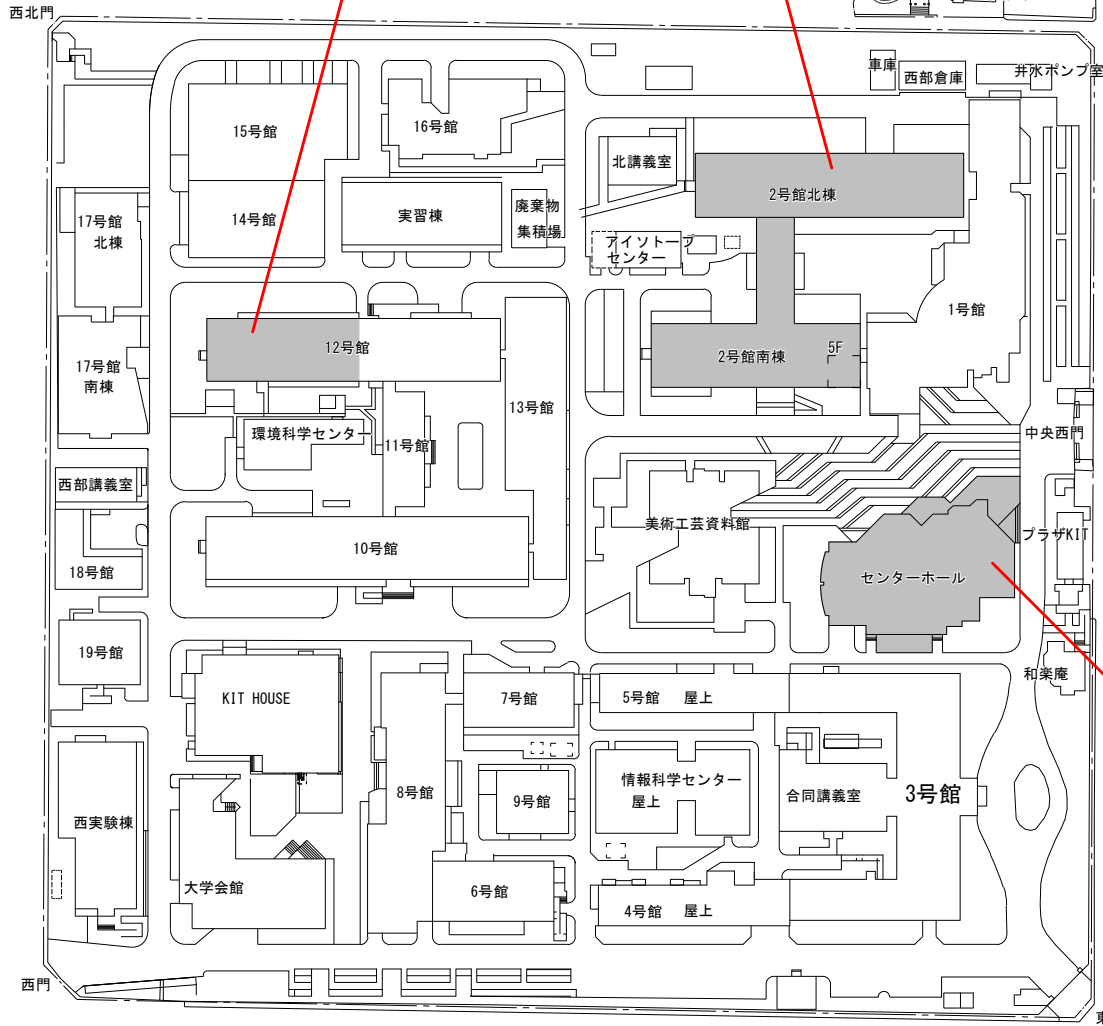 西北門
車庫
西部倉庫
井水ポンプ室
15号館
16号館
北講義室
2号館北棟
17号館
北棟
14号館
実習棟
廃棄物
集積場
アイソトープ
センター
1号館
12号館
2号館南棟
5F
17号館
南棟
13号館
環境科学センター
11号館
中央西門
西部講義室
美術工芸資料館
プラザKIT
10号館
センターホール
18号館
19号館
和楽庵
KIT HOUSE
7号館
5号館 屋上
8号館
9号館
情報科学センター
屋上
合同講義室
3号館
西実験棟
大学会館
6号館
4号館 屋上
西門
東